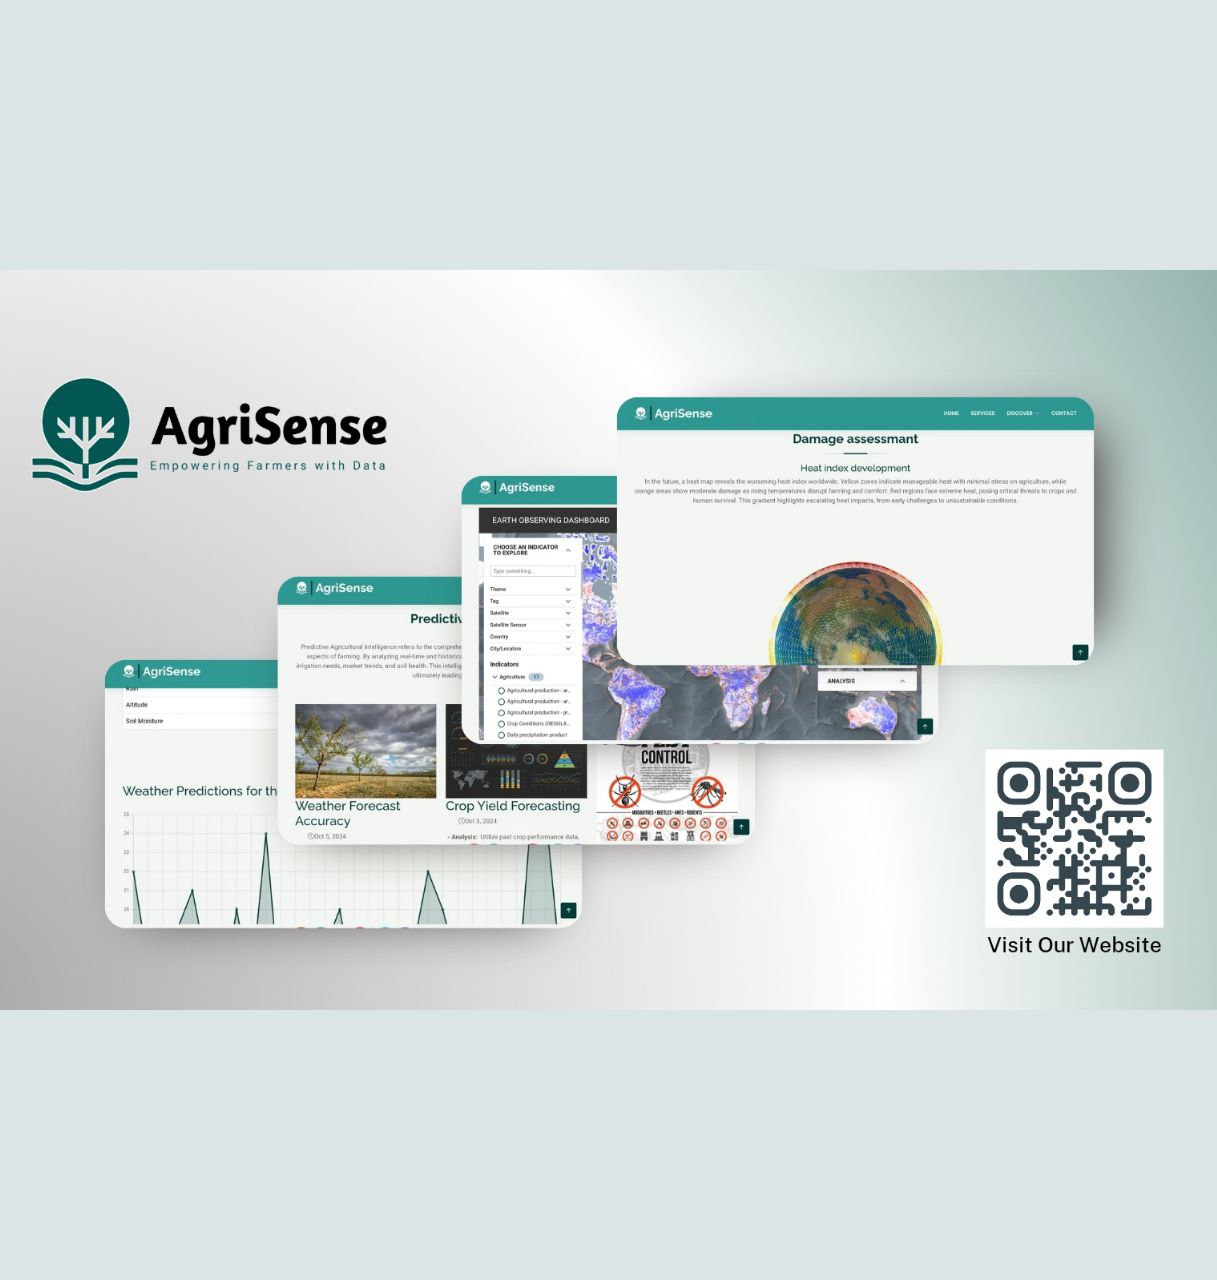 AgriSense
Empowering Farmers with Data
AgriSense
HOME SERVICES DISCOVER CONTACT
Damage assessmant
Heat index development
In the future, a heat map reveals the worsening heat index worldwide. Yellow zones indicate manageable heat with minimal stress on agriculture, while
orange areas show moderate damage as rising temperatures disrupt farming and comfort. Red regions face extreme heat, posing critical threats to crops and
human survival. This gradient highlights escalating heat impacts, from early challenges to unsustainable conditions.
AgriSense
EARTH OBSERVING DASHBOARD
CHOOSE AN INDICATOR
TO EXPLORE
Type something...
Theme
Tag
Satellite
Satellite Sensor
Country
City/Location
Indicators
Agriculture 17
Agricultural production - ar...
Agricultural production - ar...
Agricultural production - ar...
Crop Conditions (GEOGLA...
Daily precipitation product
ANALYSIS
AgriSense
Predictiv
Predictive Agricultural Intelligence refers to the comprehe
aspects of farming. By analyzing real-time and historica
irrigation needs, market trends, and soil health. This intellig
ultimately leading
Weather Forecast
Accuracy
Oct 5, 2024
Crop Yield Forecasting
Oct 3, 2024
- Analysis: Utilize past crop performance data,
CONTROL
MOSQUITOES - BEETLES - ANTS - RODENTS
AgriSense
Rain
Altitude
Soil Moisture
Weather Predictions for th
25
24
23
22
21
20
Visit Our Website